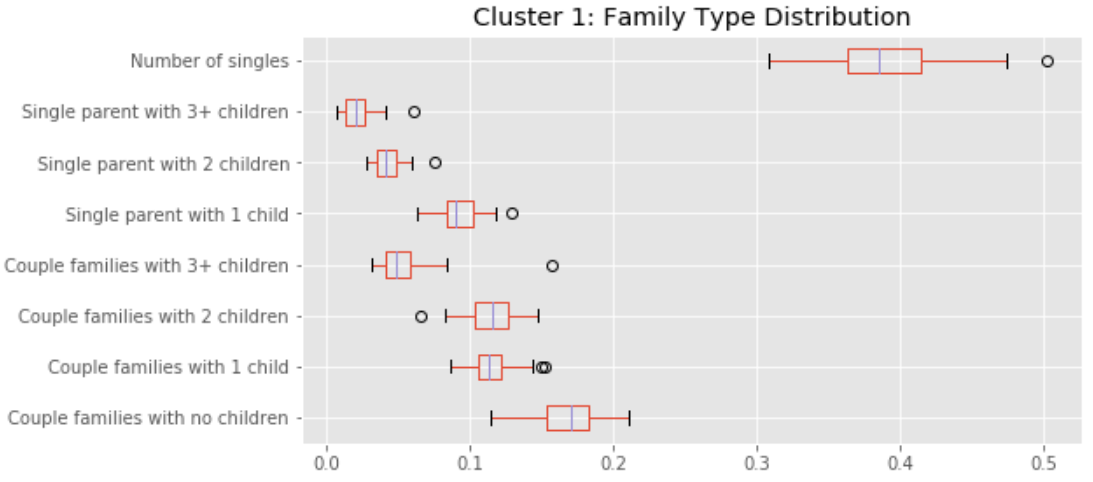 Cluster 1: Family Type Distribution
Number of singles
Single parent with 3+ children
Single parent with 2 children
Single parent with 1 child
Couple families with 3+ children
Couple families with 2 children
Couple families with 1 child
Couple families with no children
0.0 0.1 0.2 0.3 0.4 0.5